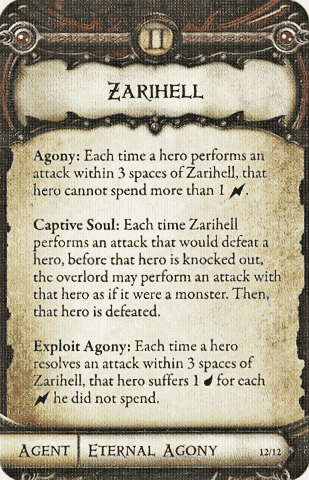 II
ZARIHELL
Agony: Each time a hero performs an
attack within 3 spaces of Zarihell, that
hero cannot spend more than 1 .
Captive Soul: Each time Zarihell
performs an attack that would defeat a
hero, before that hero is knocked out,
the overlord may perform an attack with
that hero as if it were a monster. Then,
that hero is defeated.
Exploit Agony: Each time a hero
resolves an attack within 3 spaces of
Zarihell, that hero suffers 1 for each
he did not spend.
AGENT | ETERNAL AGONY 12/12